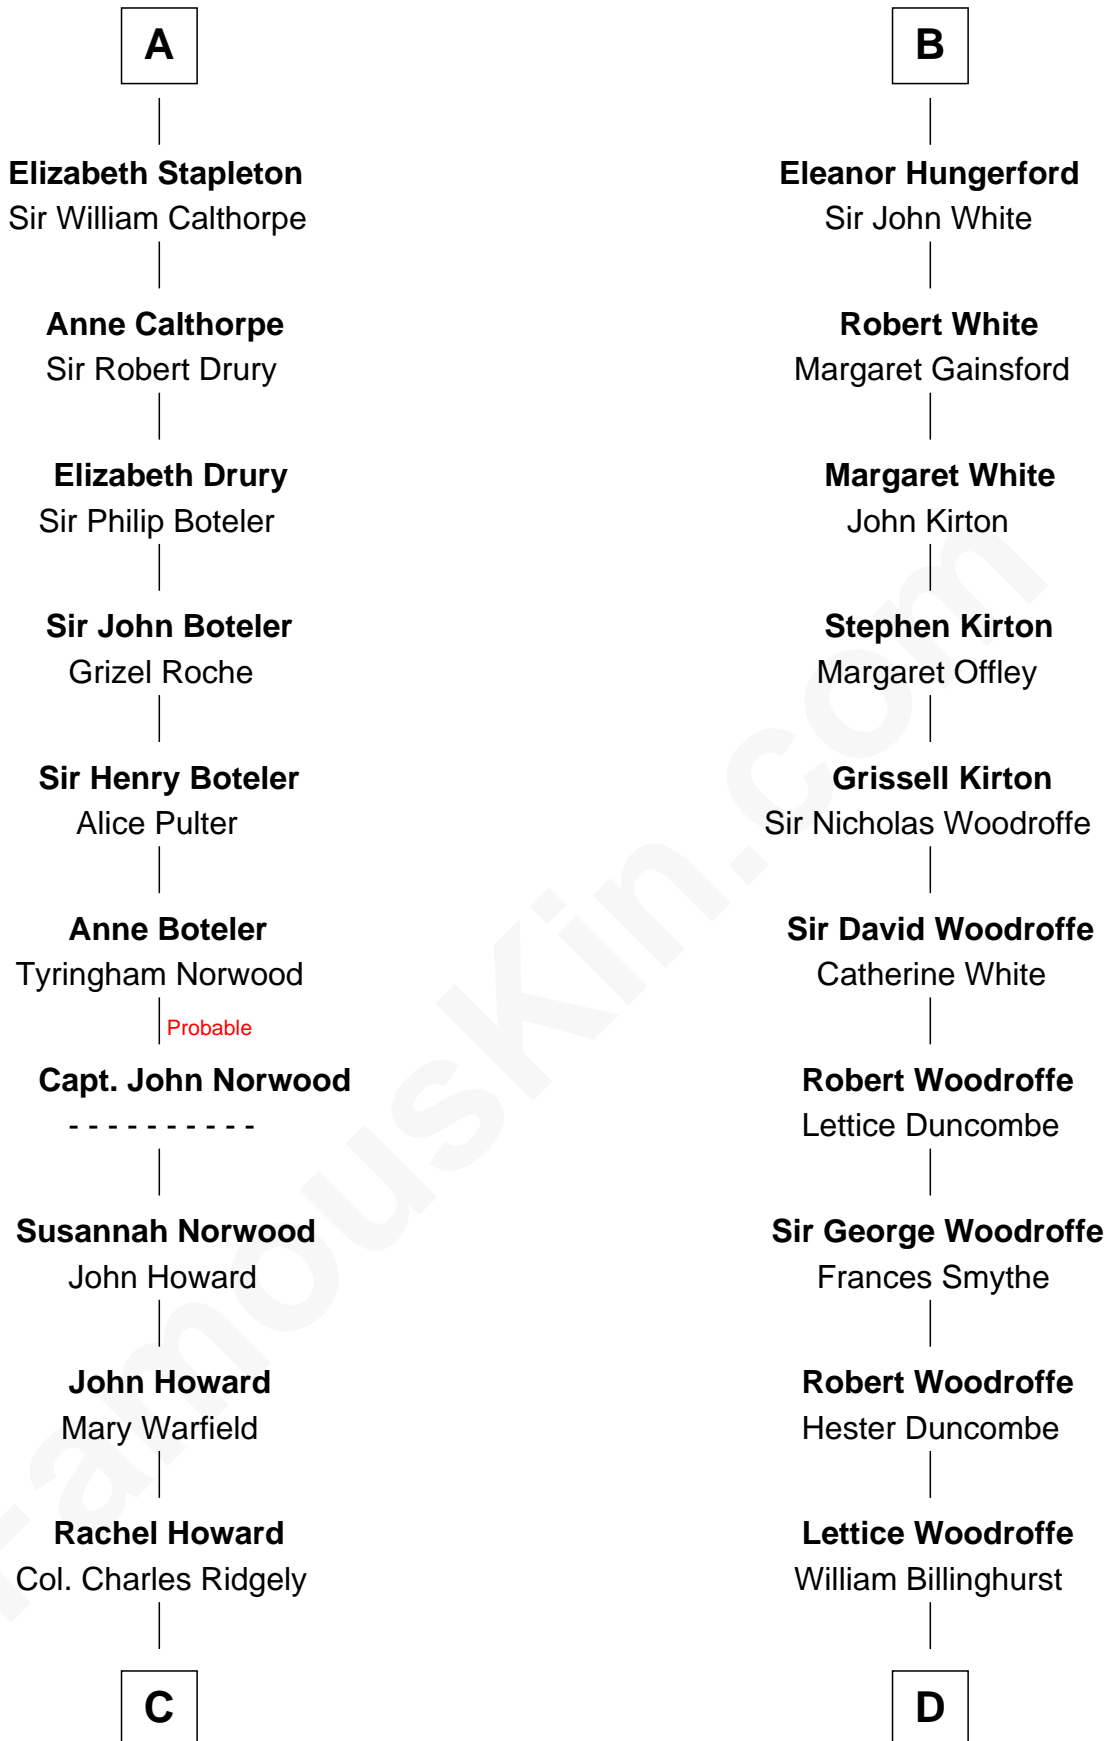 A
Elizabeth Stapleton
Sir William Calthorpe
Anne Calthorpe
Sir Robert Drury
Elizabeth Drury
Sir Philip Boteler
Sir John Boteler
Grizel Roche
Sir Henry Boteler
Alice Pulter
Anne Boteler
Tyringham Norwood
Probable
Capt. John Norwood
- - - - - - - - - -
Susannah Norwood
John Howard
John Howard
Mary Warfield
Rachel Howard
Col. Charles Ridgely
C
B
Eleanor Hungerford
Sir John White
Robert White
Margaret Gainsford
Margaret White
John Kirton
Stephen Kirton
Margaret Offley
Grissell Kirton
Sir Nicholas Woodroffe
Sir David Woodroffe
Catherine White
Robert Woodroffe
Lettice Duncombe
Sir George Woodroffe
Frances Smythe
Robert Woodroffe
Hester Duncombe
Lettice Woodroffe
William Billinghurst
D
FamousKin.com